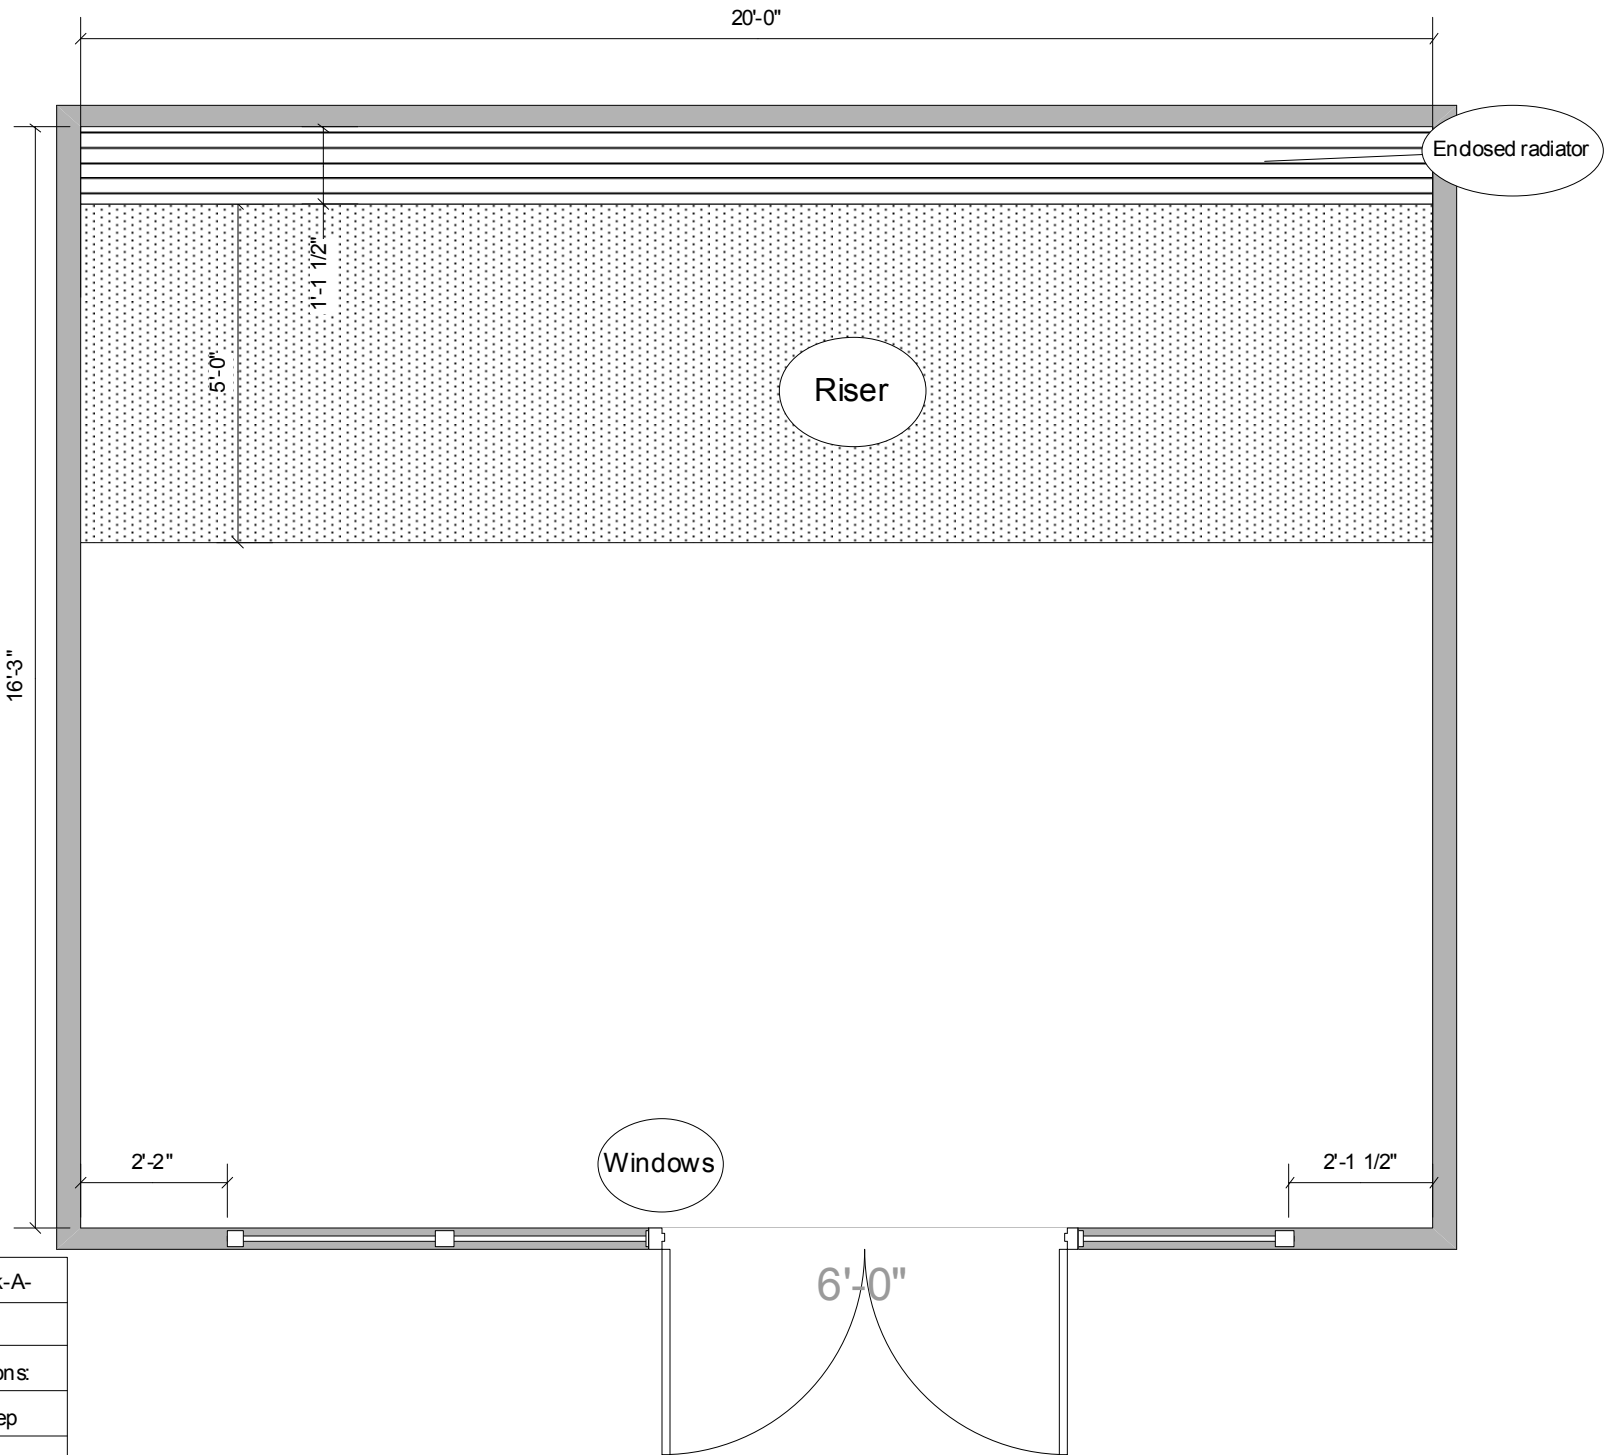 20'-0"
Enclosed radiator
1'-1 1/2"
5'-0"
Riser
16'-3"
Windows
2'-2"
2'-1 1/2"
6'-0"
k-A-
ons:
ep